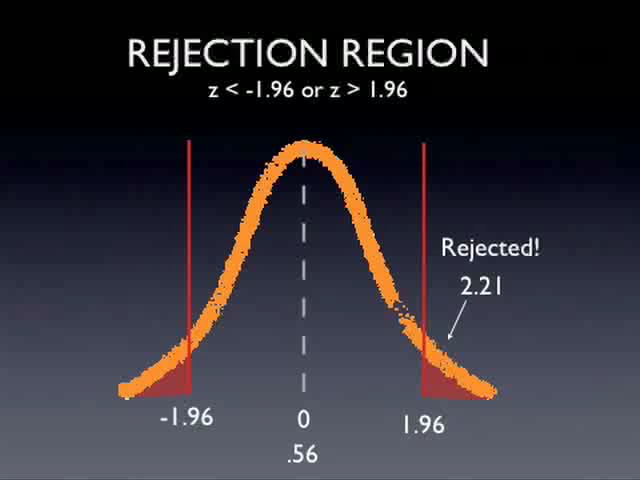 REJECTION REGION
z < -1.96 or z > 1.96
Rejected!
2.21
-1.96
0
1.96
.56